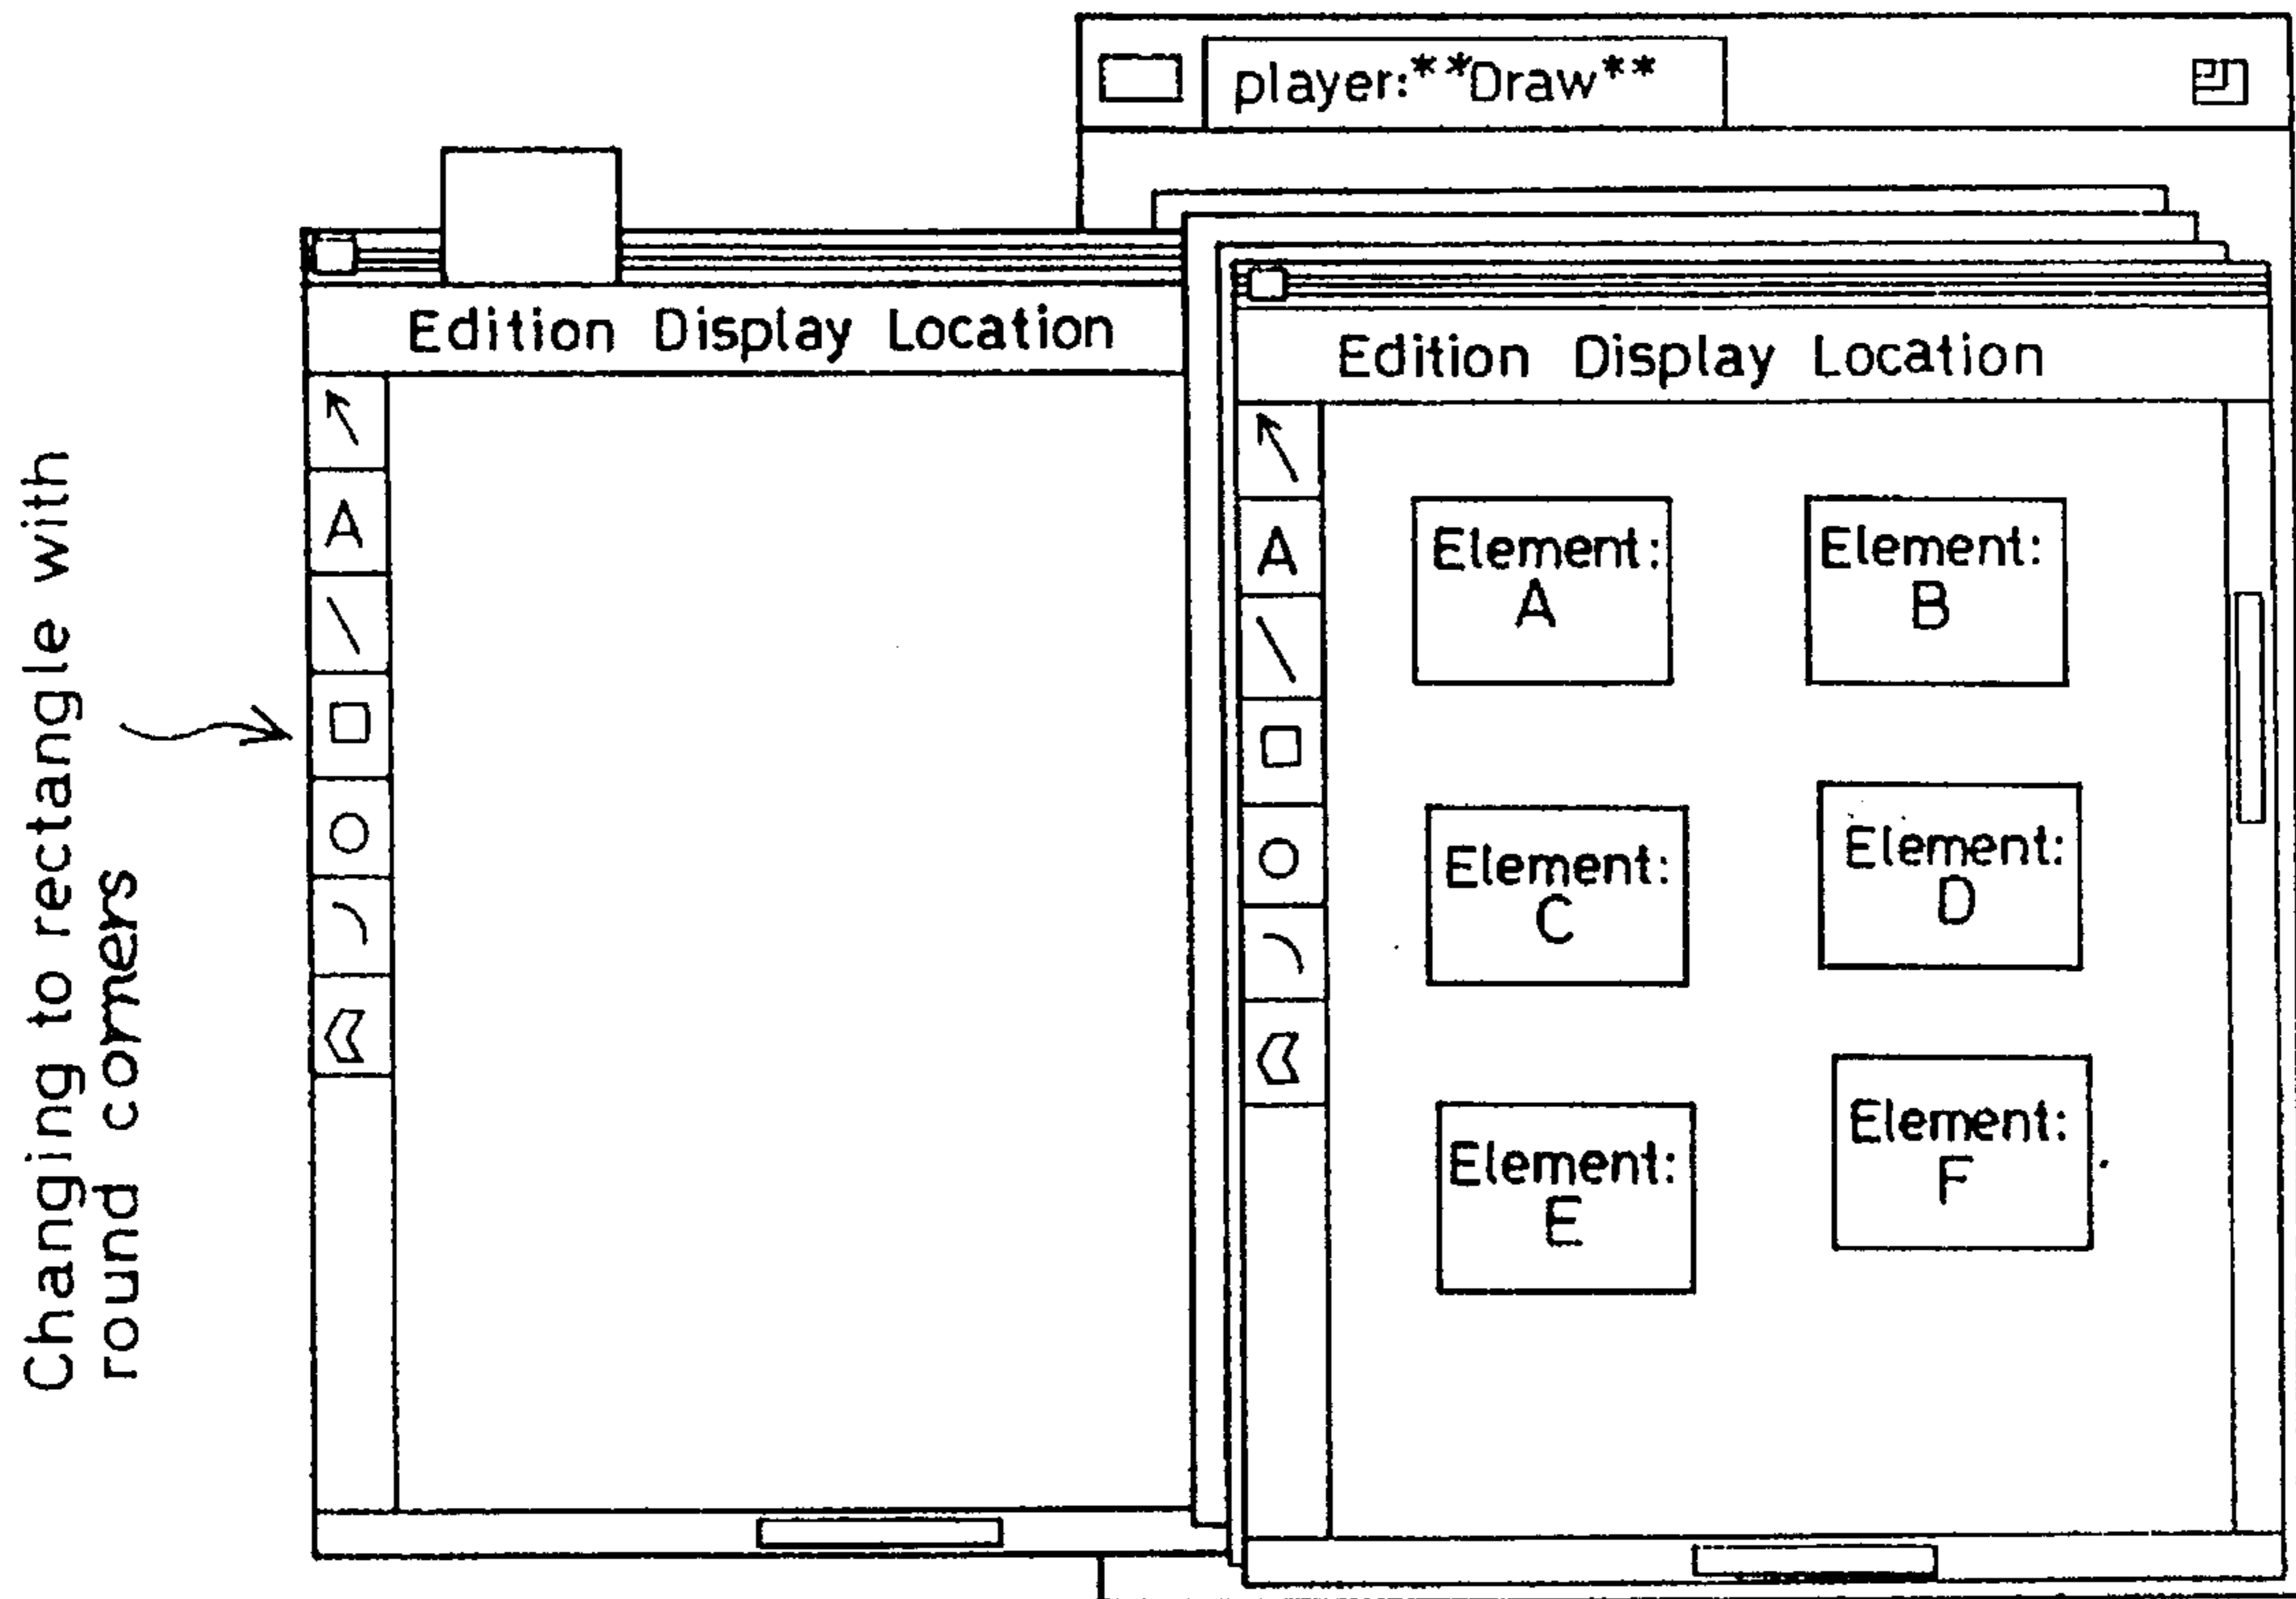 player:**Draw**
Edition Display Location
A
Edition Display Location
A
Element:
A
Element:
B
Element:
C
Element:
D
Element:
E
Element:
F
Changing to rectangle with
round corners